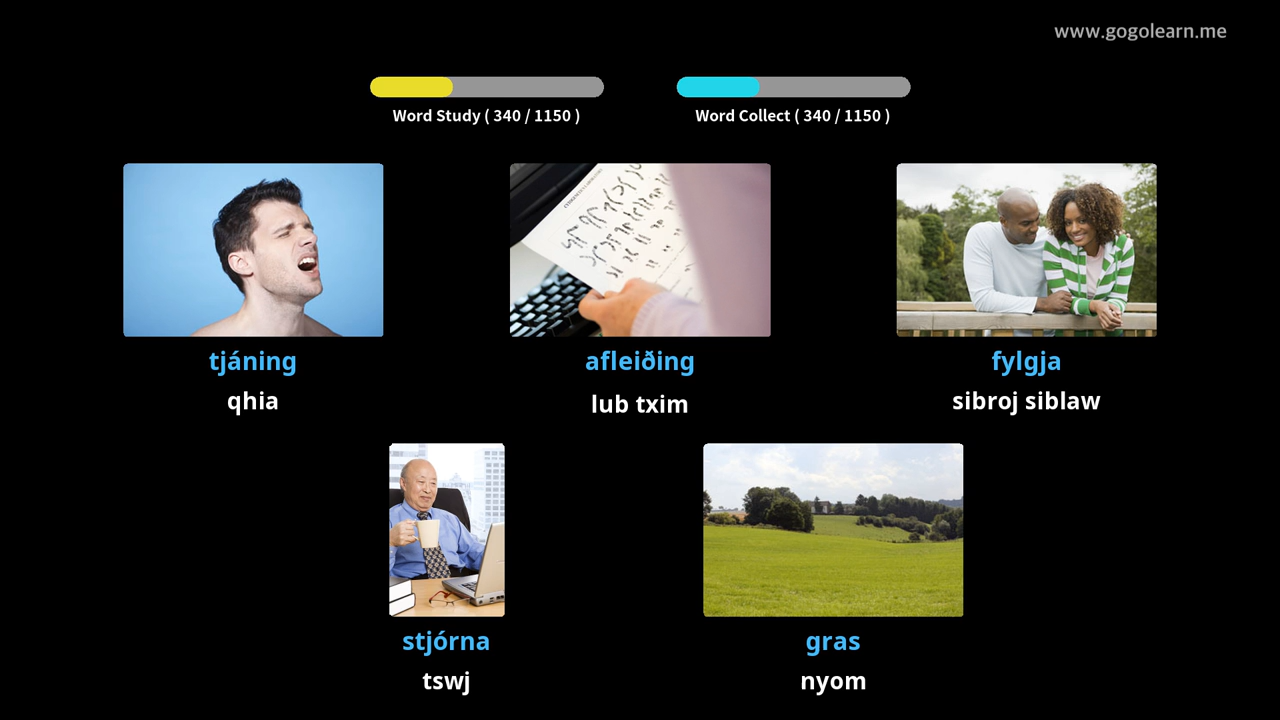 www.gogolearn.me
Word Study ( 340 / 1150 )
Word Collect ( 340 / 1150 )
tjáning
afleiðing
fylgja
qhia
lub txim
sibroj siblaw
stjórna
gras
tswj
nyom